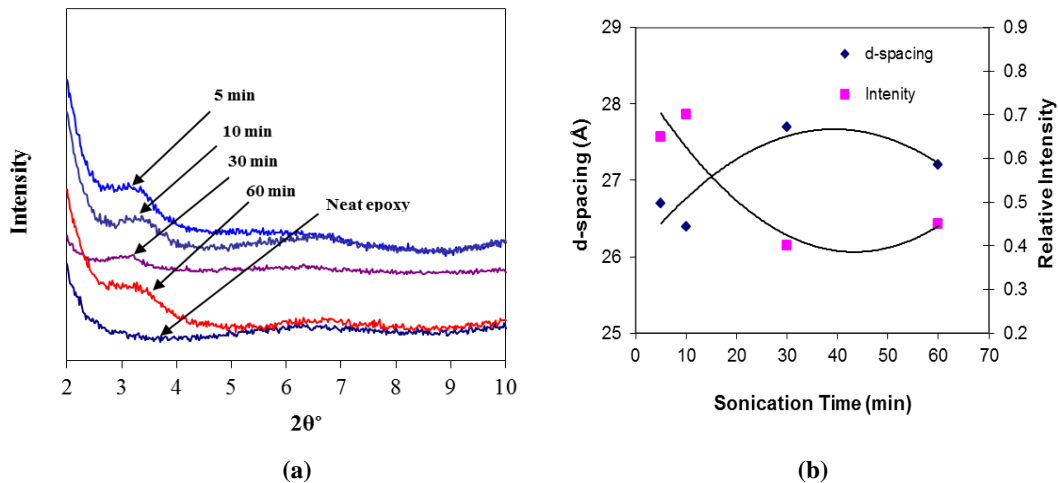 Intensity
5 min
10 min
30 min
60 min
Neat epoxy
2 3 4 5 6 7 8 9 10
2θ°
(a)
d-spacing (Å)
29
28
27
26
25
d-spacing
Intenity
0.9
0.8
0.7
0.6
0.5
0.4
0.3
0.2
Relative Intensity
0 10 20 30 40 50 60 70
Sonication Time (min)
(b)